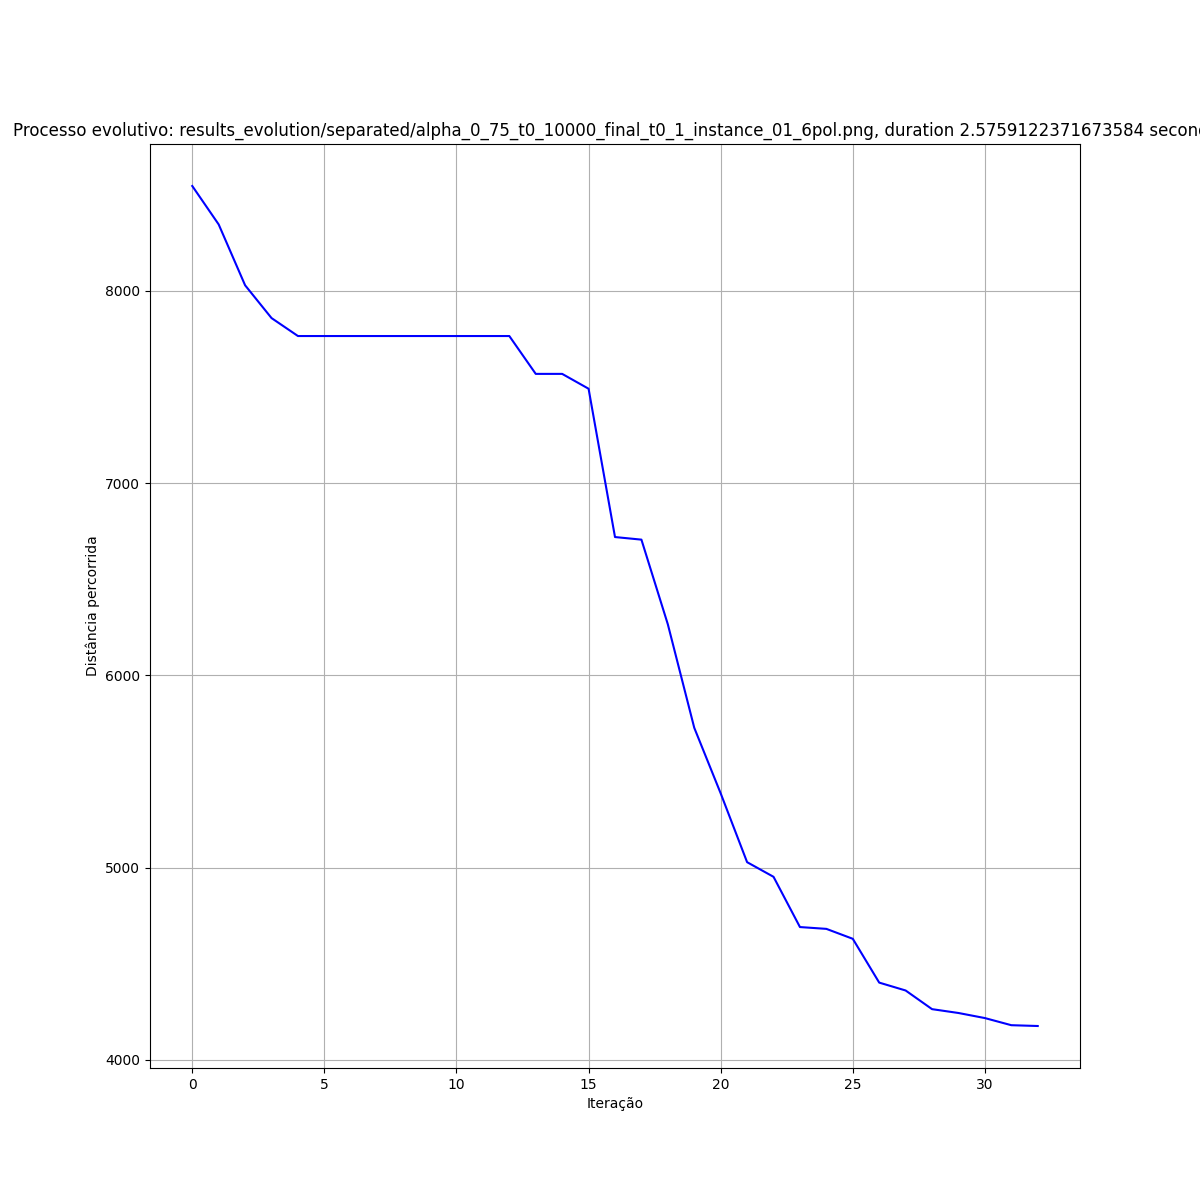 Processo evolutivo: results_evolution/separated/alpha_0_75_t0_10000_final_t0_1_instance_01_6pol.png, duration 2.5759122371673584
8000
7000
6000
5000
4000
Distância percorrida
0 5 10 15 20 25 30
Iteração